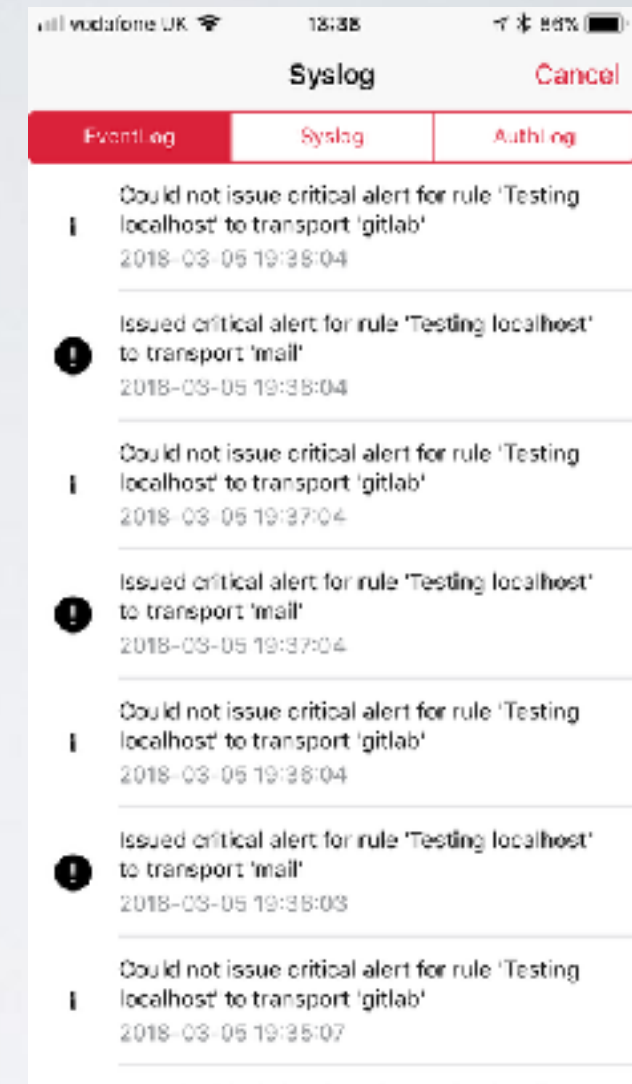 vodafone UK 13:38 86%
Syslog Cancel
EventLog Syslog AuthLog
Could not issue critical alert for rule 'Testing
localhost' to transport 'gitlab'
2018-03-05 19:38:04
Issued critical alert for rule 'Testing localhost'
to transport 'mail'
2018-03-05 19:38:04
Could not issue critical alert for rule 'Testing
localhost' to transport 'gitlab'
2018-03-05 19:37:04
Issued critical alert for rule 'Testing localhost'
to transport 'mail'
2018-03-05 19:37:04
Could not issue critical alert for rule 'Testing
localhost' to transport 'gitlab'
2018-03-05 19:36:04
Issued critical alert for rule 'Testing localhost'
to transport 'mail'
2018-03-05 19:36:03
Could not issue critical alert for rule 'Testing
localhost' to transport 'gitlab'
2018-03-05 19:35:07